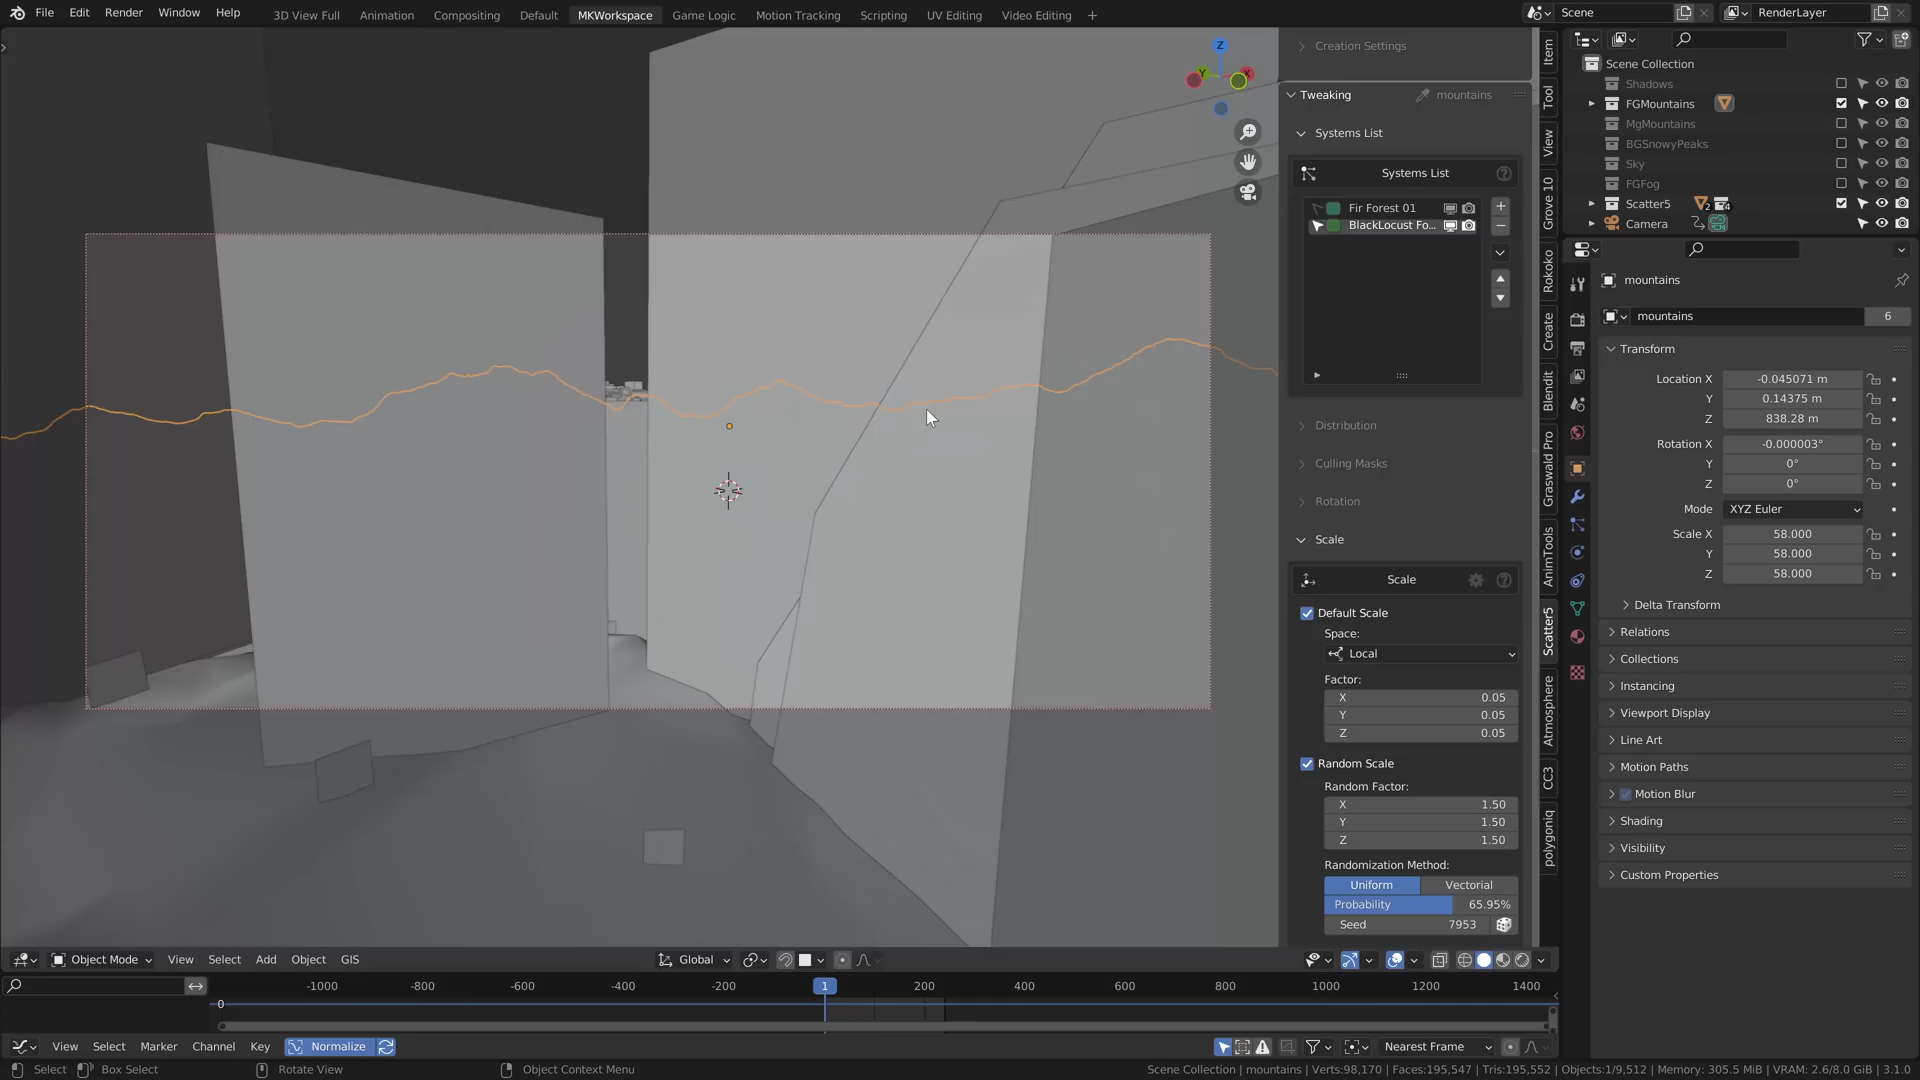 File Edit Render Window Help
3D View Full Animation Compositing Default MKWorkspace Game Logic Motion Tracking Scripting UV Editing Video Editing +
Scene
RenderLayer
Z
Y
X
Creation Settings
Tweaking
mountains
Systems List
Systems List
Fir Forest 01
BlackLocust Fo...
Distribution
Culling Masks
Rotation
Scale
Scale
Default Scale
Space:
Local
Factor:
X 0.05
Y 0.05
Z 0.05
Random Scale
Random Factor:
X 1.50
Y 1.50
Z 1.50
Randomization Method:
Uniform Vectorial
Probability 65.95%
Seed 7953
Item
Tool
View
Grove 10
Rokoko
Create
Blendit
Graswald Pro
AnimTools
Scatter5
Atmosphere
CC3
polygoniq
Scene Collection
Shadows
FGMountains
MgMountains
BGSnowyPeaks
Sky
FGFog
Scatter5 2 4
Camera
mountains
mountains 6
Transform
Location X -0.045071 m
Y 0.14375 m
Z 838.28 m
Rotation X -0.000003°
Y 0°
Z 0°
Mode XYZ Euler
Scale X 58.000
Y 58.000
Z 58.000
Delta Transform
Relations
Collections
Instancing
Viewport Display
Line Art
Motion Paths
Motion Blur
Shading
Visibility
Custom Properties
Object Mode View Select Add Object GIS
Global
-1000 -800 -600 -400 -200 1 200 400 600 800 1000 1200 1400
0
View Select Marker Channel Key Normalize
Nearest Frame
Select Box Select Rotate View Object Context Menu
Scene Collection | mountains | Verts:98,170 | Faces:195,547 | Tris:195,552 | Objects:1/9,512 | Memory: 305.5 MiB | VRAM: 2.6/8.0 GiB | 3.1.0